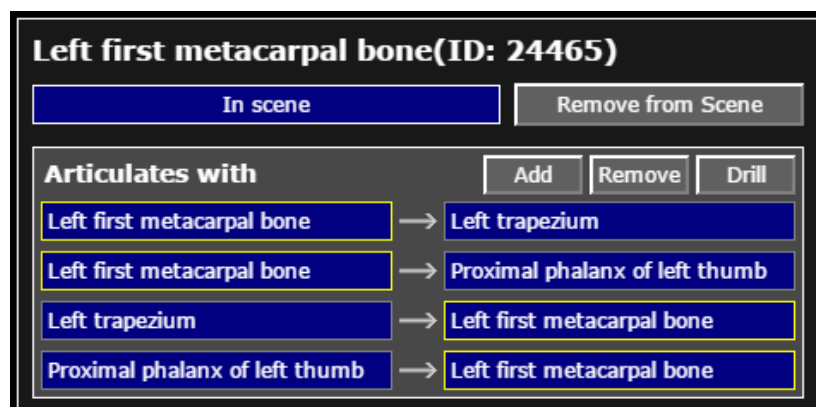 Left first metacarpal bone(ID: 24465)
In scene Remove from Scene
Articulates with Add Remove Drill
Left first metacarpal bone → Left trapezium
Left first metacarpal bone → Proximal phalanx of left thumb
Left trapezium → Left first metacarpal bone
Proximal phalanx of left thumb → Left first metacarpal bone